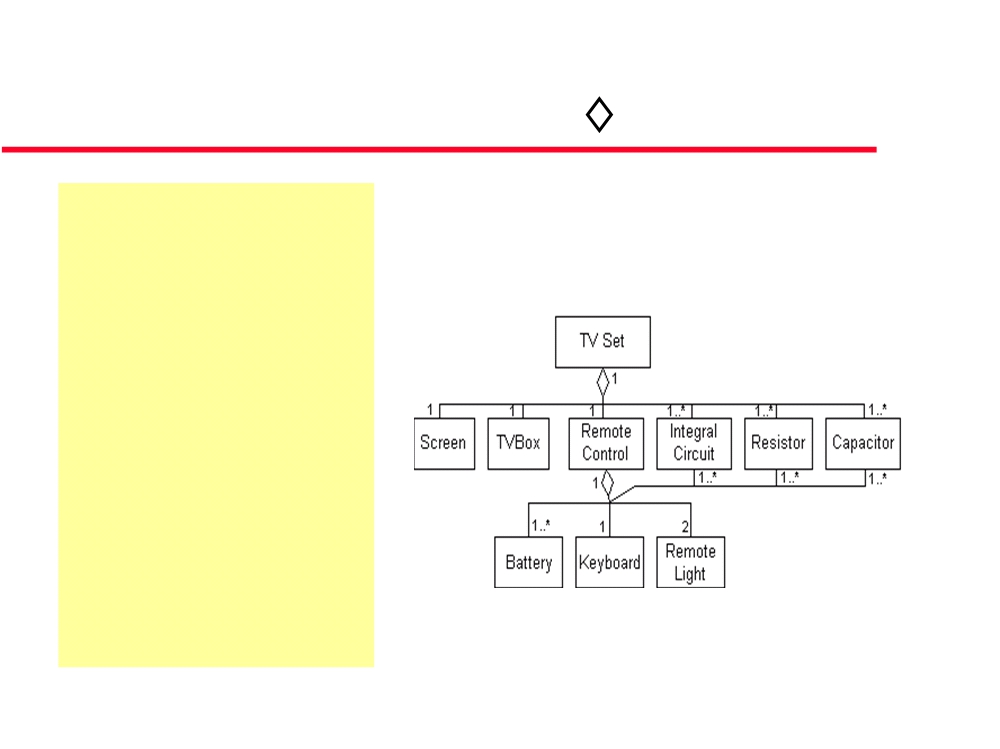 TV Set
1
1 1 1 1..* 1..* 1..*
Screen TVBox Remote Control Integral Circuit Resistor Capacitor
1 1..* 1..* 1..*
1..* 1 2
Battery Keyboard Remote Light